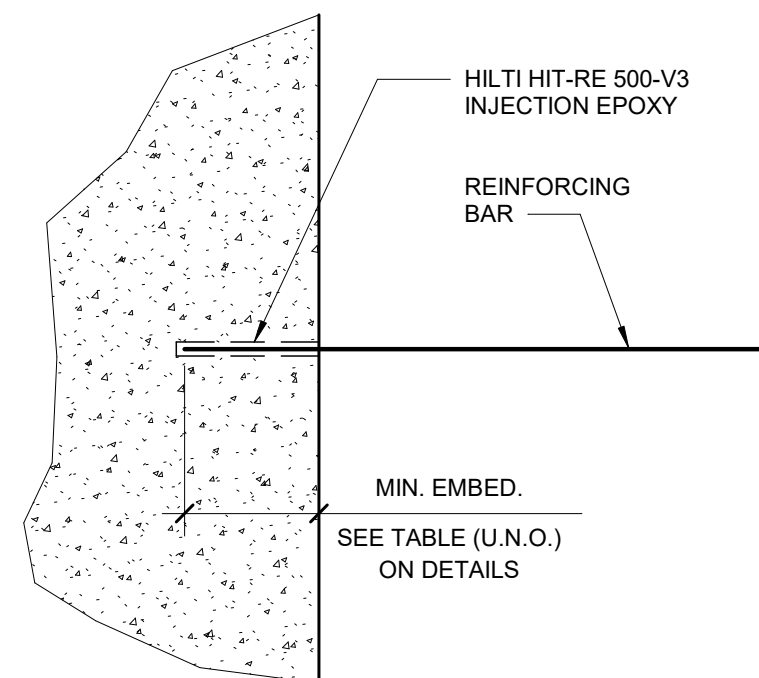 HILTI HIT-RE 500-V3
INJECTION EPOXY
REINFORCING
BAR
MIN. EMBED.
SEE TABLE (U.N.O.)
ON DETAILS